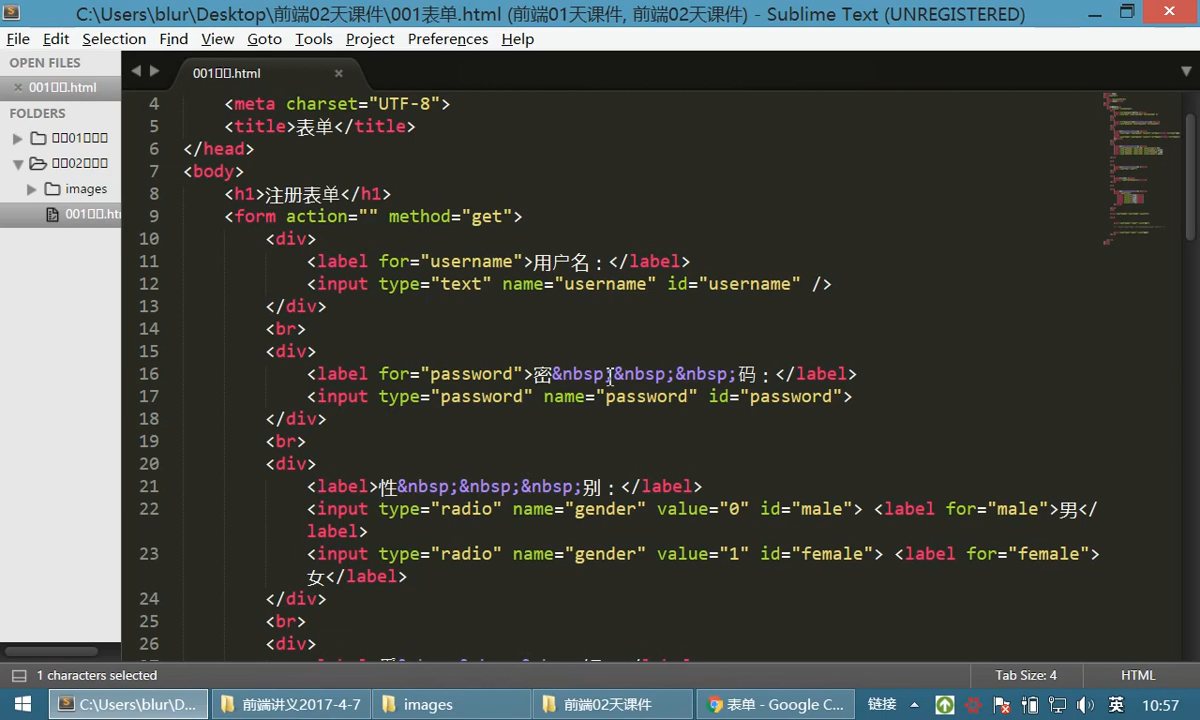 C:\Users\blur\Desktop\前端02天课件\001表单.html (前端01天课件, 前端02天课件) - Sublime Text (UNREGISTERED)
File Edit Selection Find View Goto Tools Project Preferences Help
OPEN FILES
001▯▯.html
FOLDERS
▯▯01▯▯▯
▯▯02▯▯▯
images
001▯▯.ht
001▯▯.html
4 <meta charset="UTF-8">
5 <title>表单</title>
6 </head>
7 <body>
8 <h1>注册表单</h1>
9 <form action="" method="get">
10 <div>
11 <label for="username">用户名：</label>
12 <input type="text" name="username" id="username" />
13 </div>
14 <br>
15 <div>
16 <label for="password">密&nbsp;&nbsp;&nbsp;码：</label>
17 <input type="password" name="password" id="password">
18 </div>
19 <br>
20 <div>
21 <label>性&nbsp;&nbsp;&nbsp;别：</label>
22 <input type="radio" name="gender" value="0" id="male"> <label for="male">男</
label>
23 <input type="radio" name="gender" value="1" id="female"> <label for="female">
女</label>
24 </div>
25 <br>
26 <div>
1 characters selected
Tab Size: 4
HTML
C:\Users\blur\D...
前端讲义2017-4-7
images
前端02天课件
表单 - Google C...
链接
英
10:57